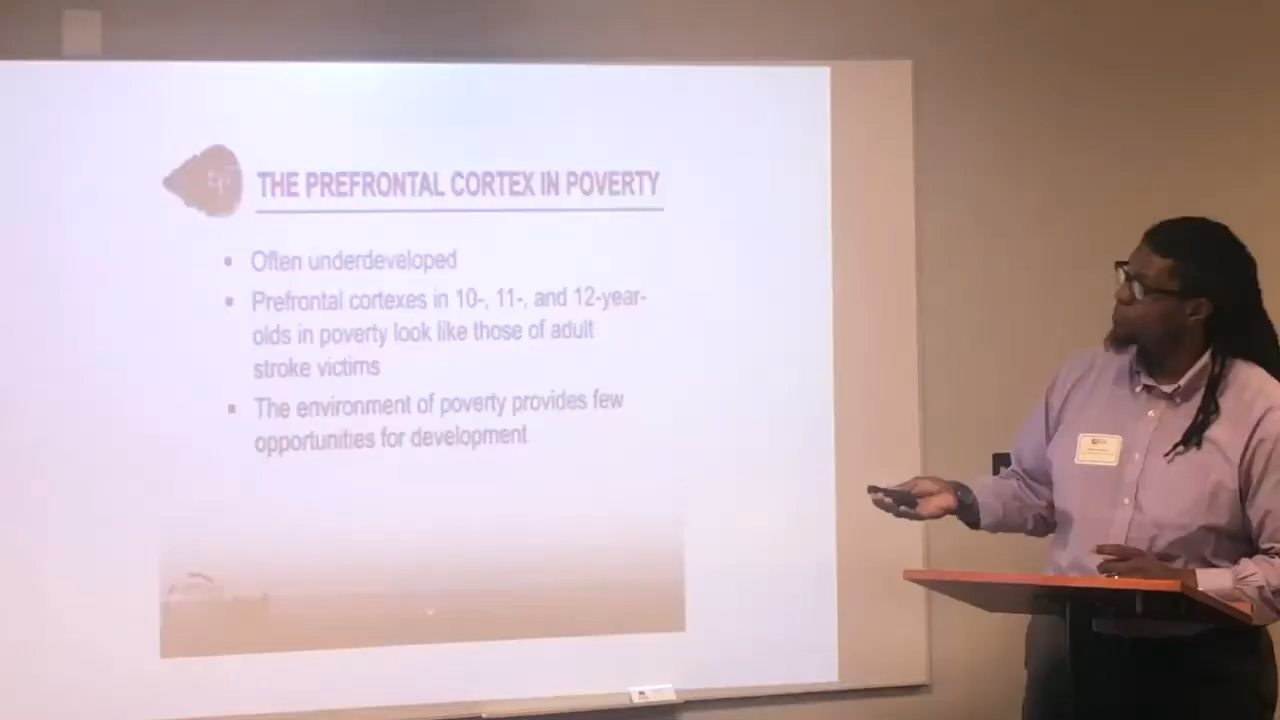 THE PREFRONTAL CORTEX IN POVERTY
▪ Often underdeveloped
▪ Prefrontal cortexes in 10-, 11-, and 12-year-
olds in poverty look like those of adult
stroke victims
▪ The environment of poverty provides few
opportunities for development